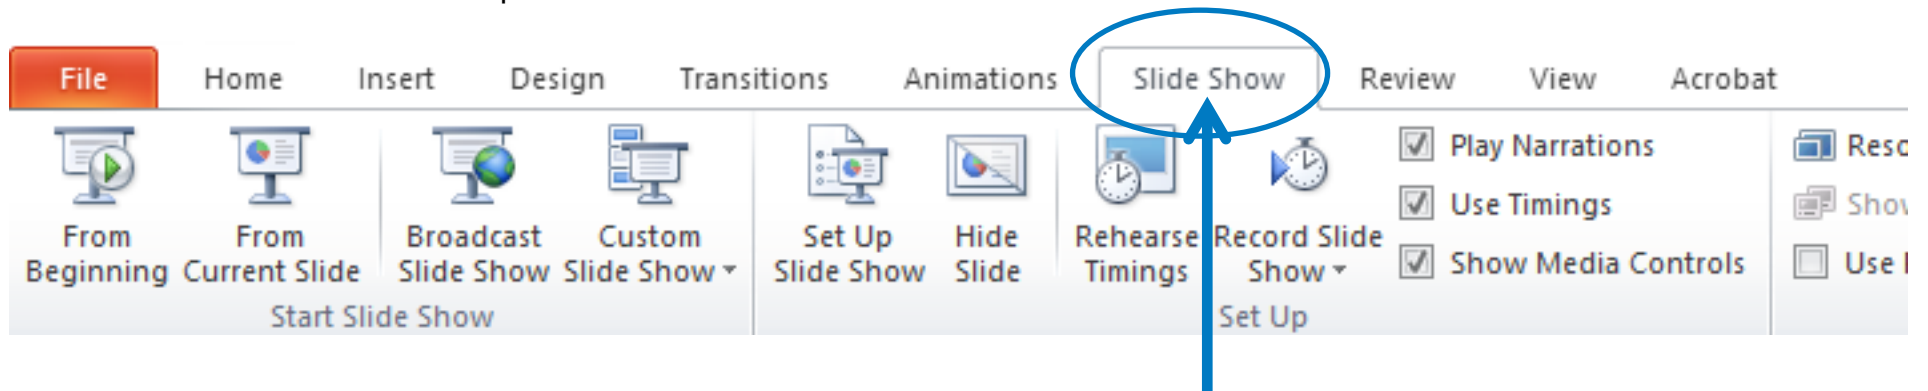 File Home Insert Design Transitions Animations Slide Show Review View Acrobat
From Beginning
From Current Slide
Broadcast Slide Show
Custom Slide Show
Set Up Slide Show
Hide Slide
Rehearse Timings
Record Slide Show
Play Narrations
Use Timings
Show Media Controls
Use
Start Slide Show
Set Up